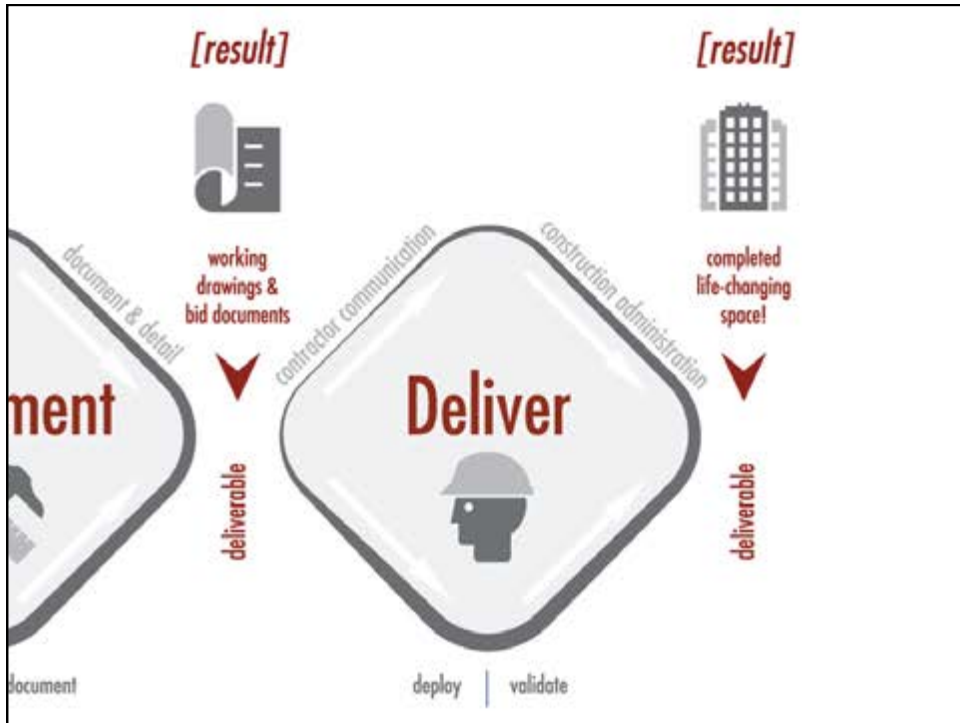 [result]
working
drawings &
bid documents
deliverable
document & detail
ment
document
contractor communication
construction administration
Deliver
deploy | validate
[result]
completed
life-changing
space!
deliverable